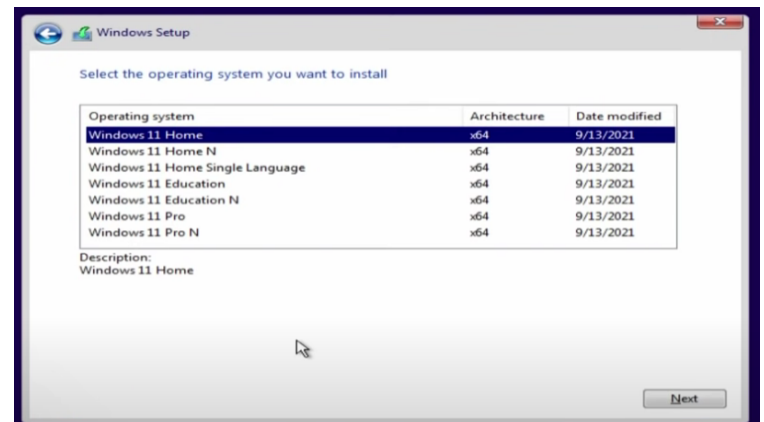 Windows Setup
Select the operating system you want to install
Operating system Architecture Date modified
Windows 11 Home x64 9/13/2021
Windows 11 Home N x64 9/13/2021
Windows 11 Home Single Language x64 9/13/2021
Windows 11 Education x64 9/13/2021
Windows 11 Education N x64 9/13/2021
Windows 11 Pro x64 9/13/2021
Windows 11 Pro N x64 9/13/2021
Description:
Windows 11 Home
Next